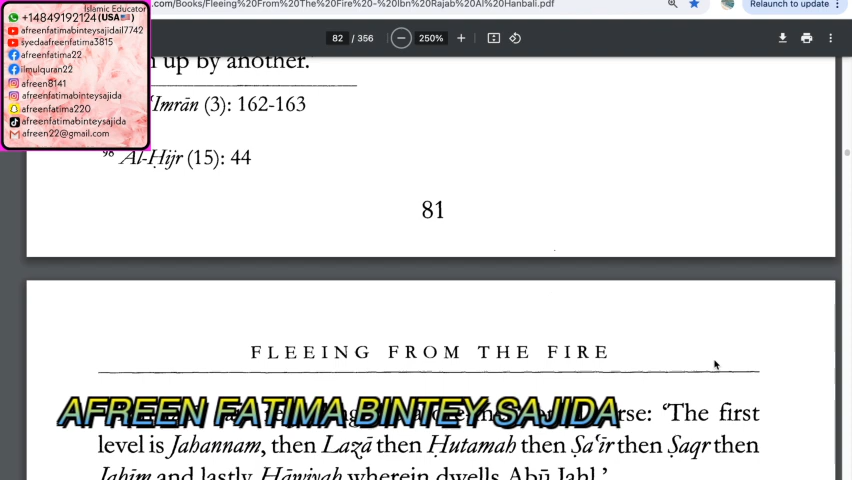 .com/Books/Fleeing%20From%20The%20Fire%20-%20Ibn%20Rajab%20Al%20Hanbali.pdf
Relaunch to update
Islamic Educator
+14849192124 (USA)
afreenfatimabinteysajidail7742
syedaafreenfatima3815
afreenfatima22
ilmulquran22
afreen8141
afreenfatimabinteysajida
afreenfatima220
afreenfatimabinteysajida
afreen22@gmail.com
82 / 356
250%
up by another.
ʿImrān (3): 162-163
98 Al-Ḥijr (15): 44
81
FLEEING FROM THE FIRE
AFREEN FATIMA BINTEY SAJIDA
rse: ‘The first
level is Jahannam, then Laẓā then Ḥutamah then Ṣaʿīr then Ṣaqr then
Jaḥīm and lastly Hāwiyah wherein dwells Abū Jahl.’